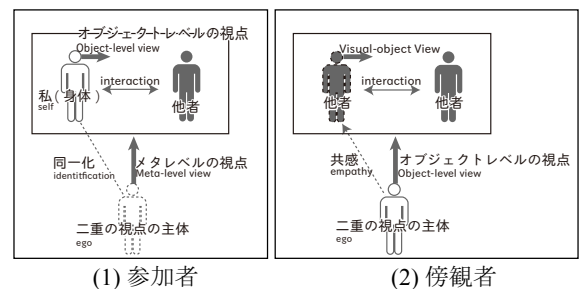 オブジェクトレベルの視点
Object-level view
interaction
私(身体)
self
他者
同一化
identitfication
メタレベルの視点
Meta-level view
二重の視点の主体
ego
(1) 参加者
Visual-object View
interaction
他者
他者
共感
empathy
オブジェクトレベルの視点
Object-level view
二重の視点の主体
ego
(2) 傍観者